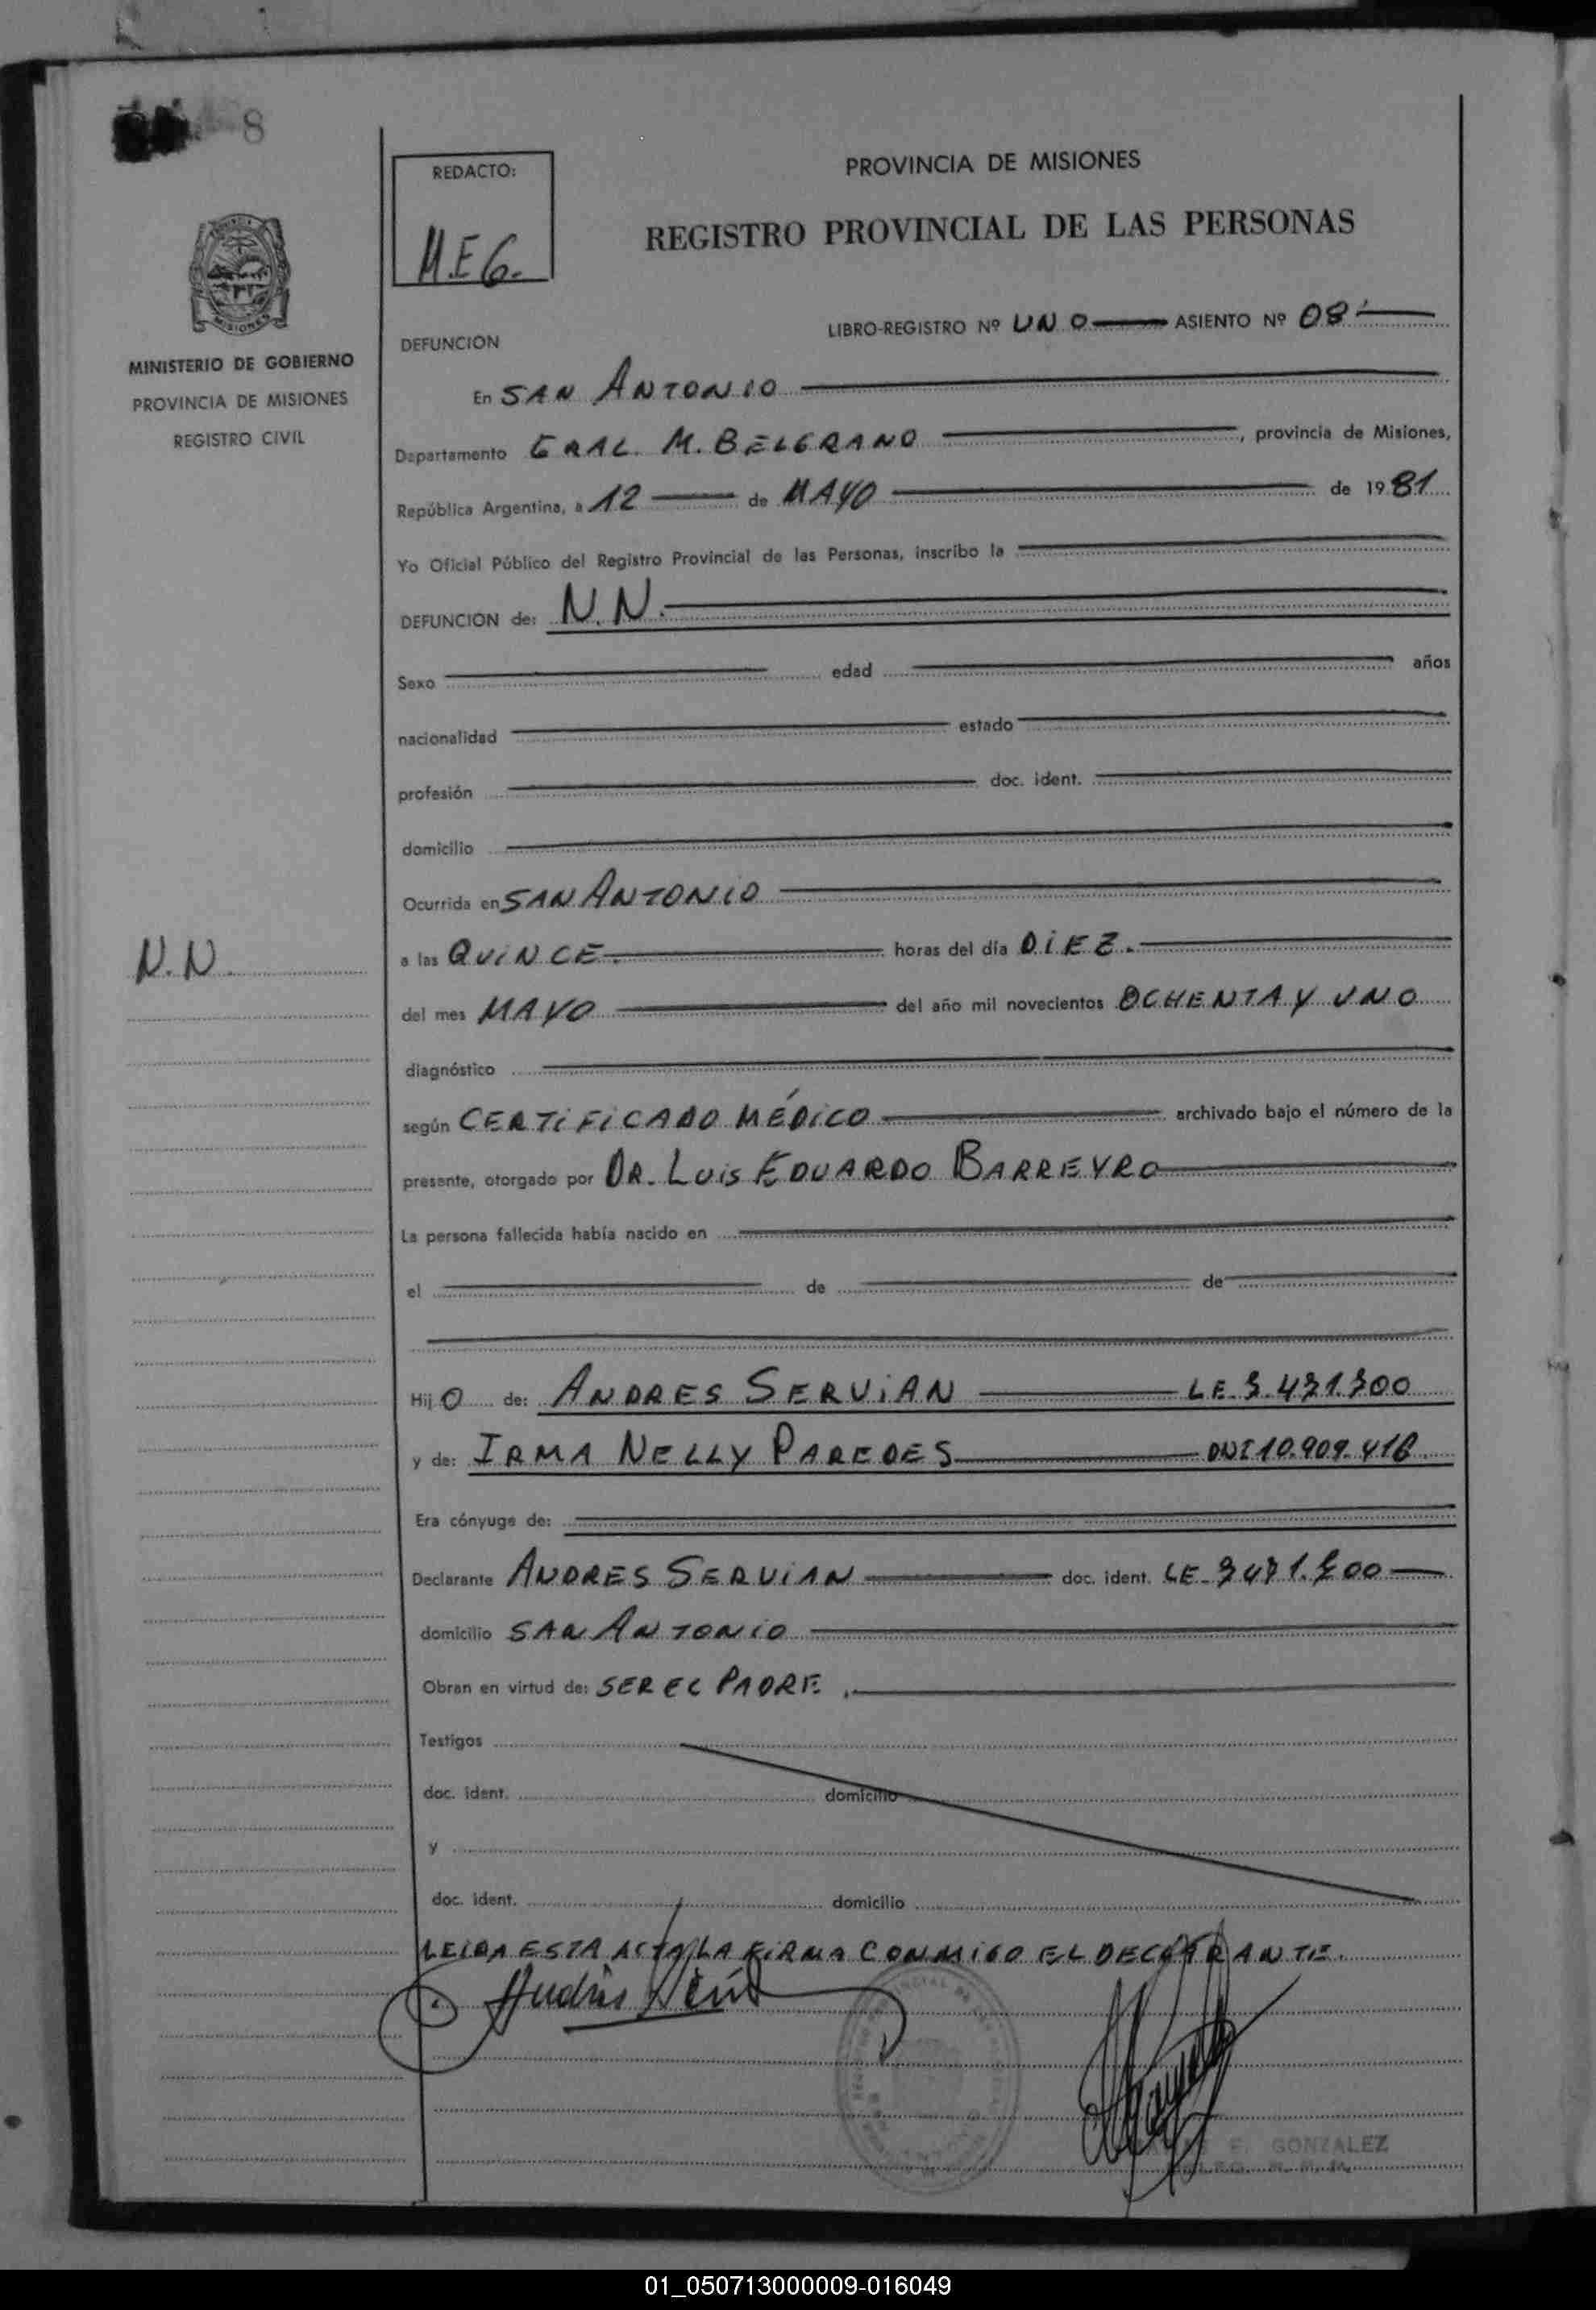 8
REDACTO:
M.E.G.
PROVINCIA DE MISIONES
REGISTRO PROVINCIAL DE LAS PERSONAS
MISIONES
MINISTERIO DE GOBIERNO
PROVINCIA DE MISIONES
REGISTRO CIVIL
LIBRO-REGISTRO Nº UNO ASIENTO Nº 08
DEFUNCION
En SAN ANTONIO
Departamento GRAL. M. BELGRANO, provincia de Misiones,
República Argentina, a 12 de MAYO de 1981
Yo Oficial Público del Registro Provincial de las Personas, inscribo la
DEFUNCION de: N.N.
Sexo edad años
nacionalidad estado
profesión doc. ident.
domicilio
Ocurrida en SAN ANTONIO
N.N.
a las QUINCE. horas del día DIEZ.
del mes MAYO del año mil novecientos OCHENTA Y UNO
diagnóstico
según CERTIFICADO MÉDICO archivado bajo el número de la
presente, otorgado por DR. LUIS EDUARDO BARREYRO
La persona fallecida había nacido en
el de de
Hijo de: ANDRES SERVIAN LE.
y de: IRMA NELLY PAREDES DNI
Era cónyuge de:
Declarante ANDRES SERVIAN doc. ident. LE.
domicilio SAN ANTONIO
Obran en virtud de: SER EL PADRE.
Testigos
doc. ident. domicilio
y
doc. ident. domicilio
LEIDA ESTA ACTA, LA FIRMA CONMIGO EL DECLARANTE.
Andrés
E. GONZALEZ
01_050713000009-016049